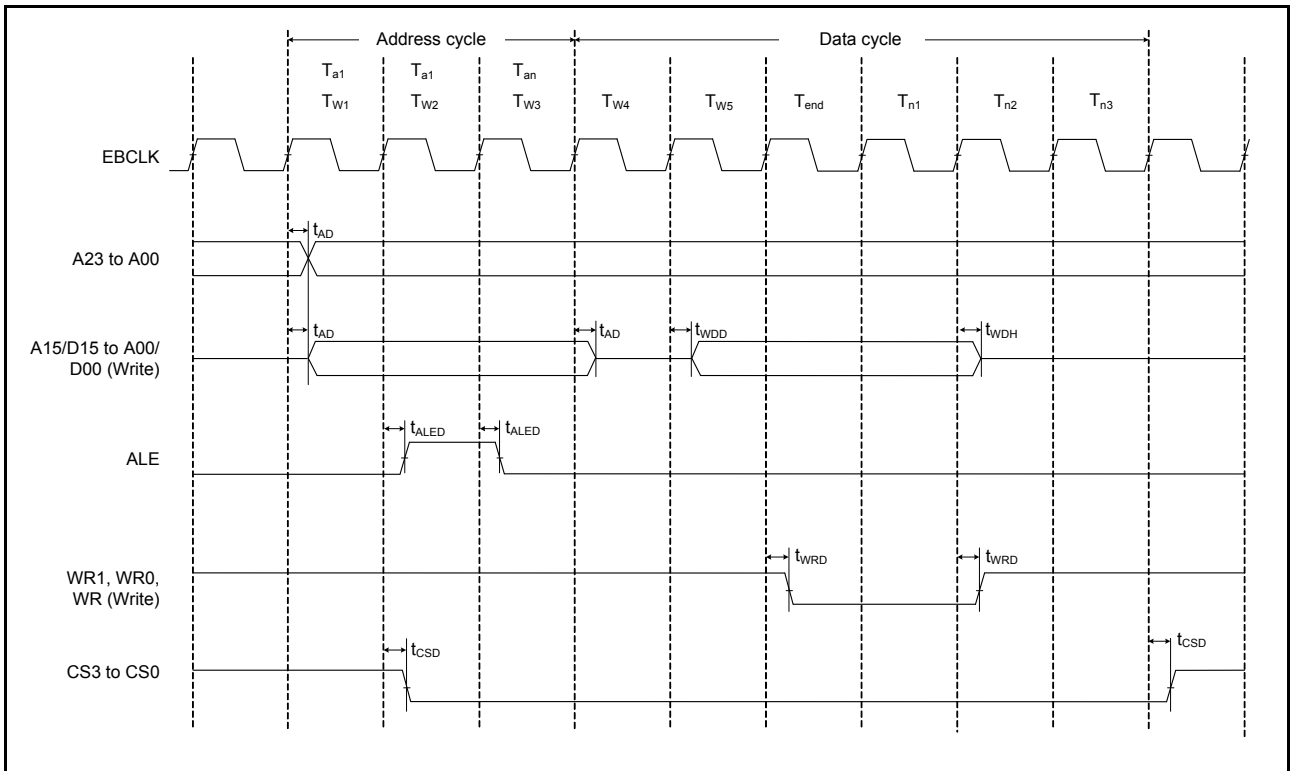 Address cycle Data cycle
Ta1 Ta1 Tan
TW1 TW2 TW3 TW4 TW5 Tend Tn1 Tn2 Tn3
EBCLK
tAD
A23 to A00
tAD tAD tWDD tWDH
A15/D15 to A00/
D00 (Write)
tALED tALED
ALE
tWRD tWRD
WR1, WR0,
WR (Write)
tCSD tCSD
CS3 to CS0